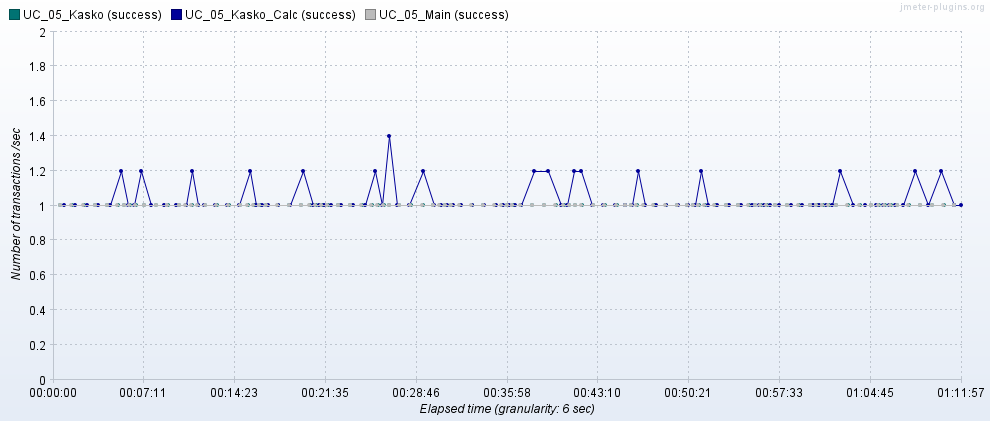 UC_05_Kasko (success) UC_05_Kasko_Calc (success) UC_05_Main (success)
jmeter-plugins.org
2
1.8
1.6
1.4
1.2
1
0.8
0.6
0.4
0.2
0
Number of transactions /sec
00:00:00 00:07:11 00:14:23 00:21:35 00:28:46 00:35:58 00:43:10 00:50:21 00:57:33 01:04:45 01:11:57
Elapsed time (granularity: 6 sec)